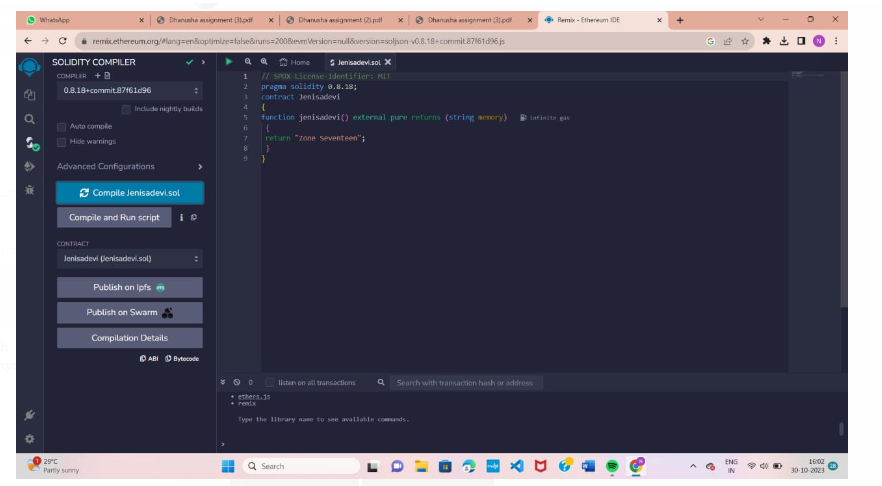 WhatsApp
Dhanusha assignment (3).pdf
Dhanusha assignment (2).pdf
Dhanusha assignment (3).pdf
Remix - Ethereum IDE
remix.ethereum.org/#lang=en&optimize=false&runs=200&evmVersion=null&version=soljson-v0.8.18+commit.87f61d96.js
N
SOLIDITY COMPILER
COMPILER
0.8.18+commit.87f61d96
Include nightly builds
Auto compile
Hide warnings
Advanced Configurations
Compile Jenisadevi.sol
Compile and Run script
CONTRACT
Jenisadevi (Jenisadevi.sol)
Publish on Ipfs
Publish on Swarm
Compilation Details
ABI Bytecode
Home Jenisadevi.sol
1 // SPDX-License-Identifier: MIT
2 pragma solidity 0.8.18;
3 contract Jenisadevi
4 {
5 function jenisadevi() external pure returns (string memory) infinite gas
6 {
7 return "Zone Seventeen";
8 }
9 }
0 listen on all transactions Search with transaction hash or address
• ethers.js
• remix
Type the library name to see available commands.
>
29°C
Partly sunny
Search
ENG
IN
16:02
30-10-2023